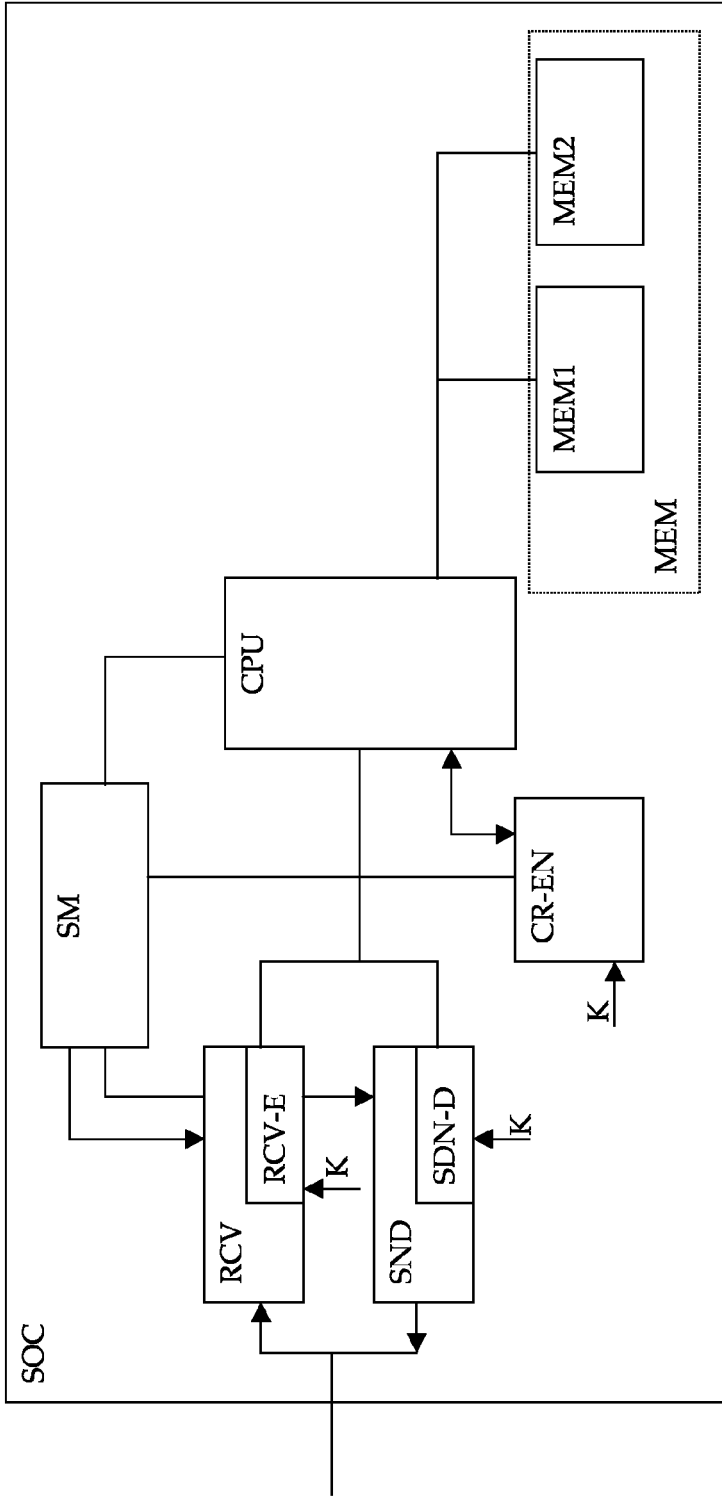 SOC
SM
RCV
RCV-E
K
SND
SDN-D
K
CR-EN
K
CPU
MEM
MEM1
MEM2